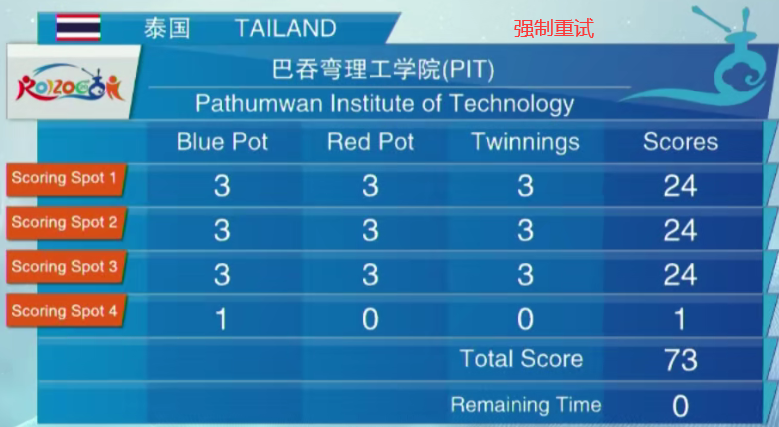 泰国 TAILAND 强制重试
ROBOCON
巴吞弯理工学院(PIT)
Pathumwan Institute of Technology
Blue Pot Red Pot Twinnings Scores
Scoring Spot 1 3 3 3 24
Scoring Spot 2 3 3 3 24
Scoring Spot 3 3 3 3 24
Scoring Spot 4 1 0 0 1
Total Score 73
Remaining Time 0